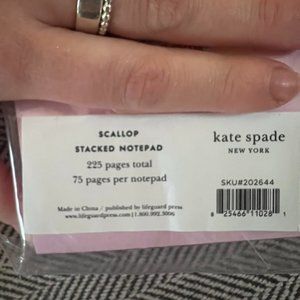 SCALLOP
STACKED NOTEPAD
225 pages total
75 pages per notepad
Made in China / published by lifeguard press
www.lifeguardpress.com | 1.800.992.3006
kate spade
NEW YORK
SKU#202644
8 25466 11028 1